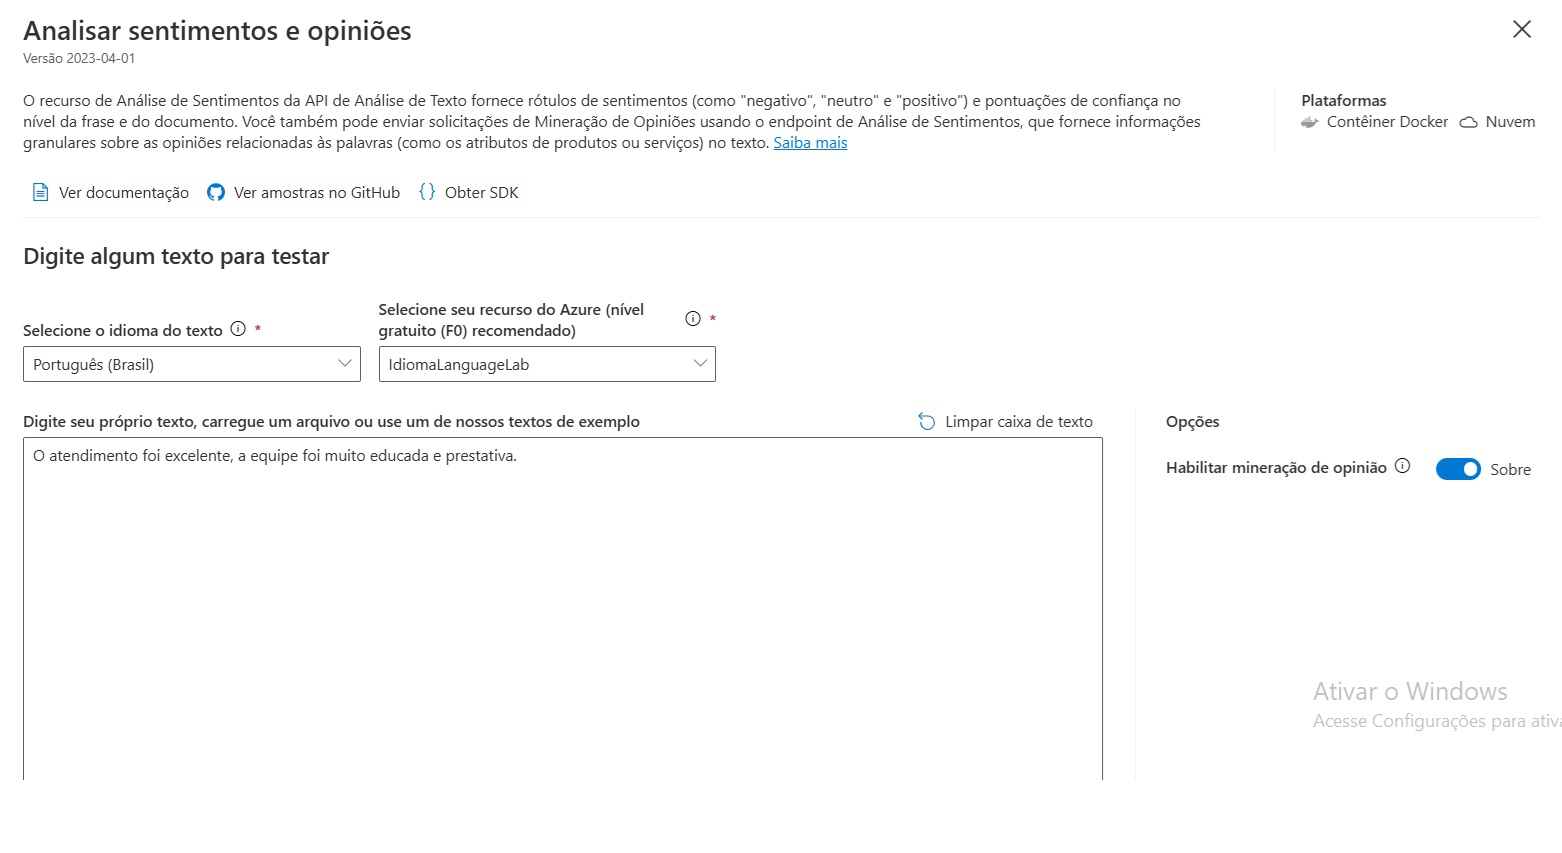 Analisar sentimentos e opiniões
Versão 2023-04-01
O recurso de Análise de Sentimentos da API de Análise de Texto fornece rótulos de sentimentos (como "negativo", "neutro" e "positivo") e pontuações de confiança no
nível da frase e do documento. Você também pode enviar solicitações de Mineração de Opiniões usando o endpoint de Análise de Sentimentos, que fornece informações
granulares sobre as opiniões relacionadas às palavras (como os atributos de produtos ou serviços) no texto. Saiba mais
Plataformas
Contêiner Docker Nuvem
Ver documentação Ver amostras no GitHub {} Obter SDK
Digite algum texto para testar
Selecione o idioma do texto *
Português (Brasil)
Selecione seu recurso do Azure (nível
gratuito (F0) recomendado) *
IdiomaLanguageLab
Digite seu próprio texto, carregue um arquivo ou use um de nossos textos de exemplo
Limpar caixa de texto
O atendimento foi excelente, a equipe foi muito educada e prestativa.
Opções
Habilitar mineração de opinião Sobre
Ativar o Windows
Acesse Configurações para